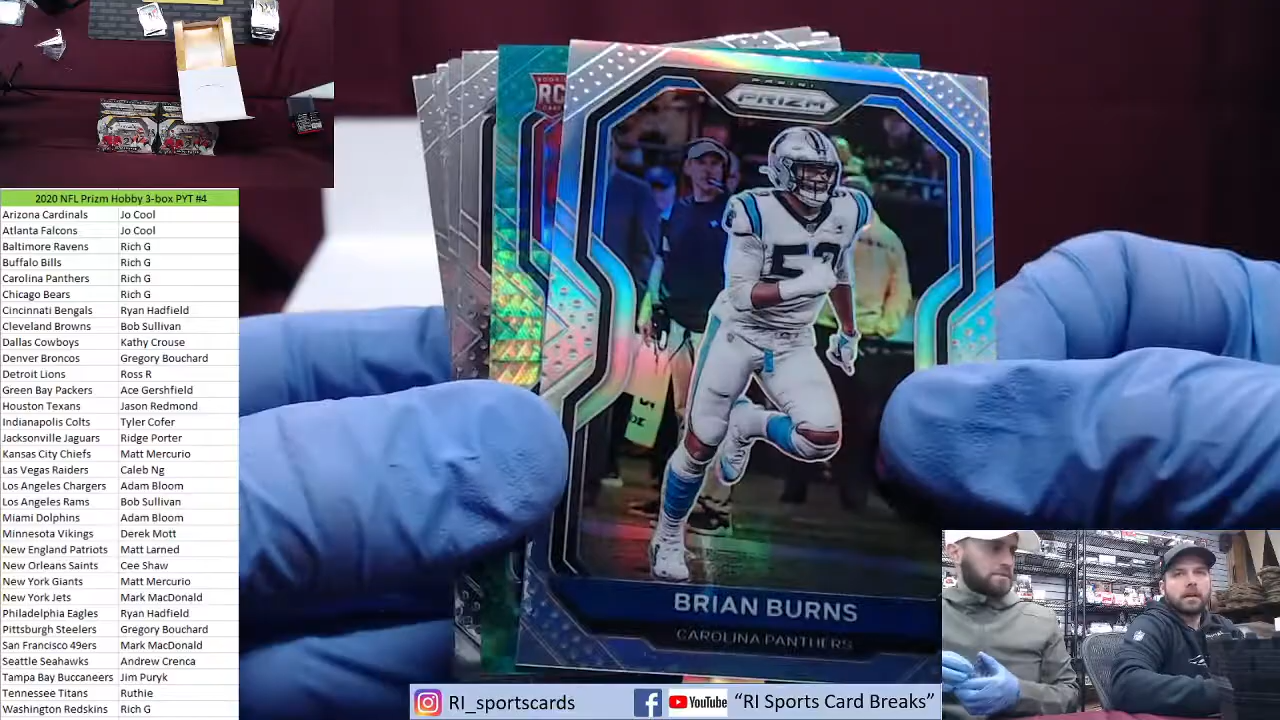 2020 NFL Prizm Hobby 3-box PYT #4
Arizona Cardinals Jo Cool
Atlanta Falcons Jo Cool
Baltimore Ravens Rich G
Buffalo Bills Rich G
Carolina Panthers Rich G
Chicago Bears Rich G
Cincinnati Bengals Ryan Hadfield
Cleveland Browns Bob Sullivan
Dallas Cowboys Kathy Crouse
Denver Broncos Gregory Bouchard
Detroit Lions Ross R
Green Bay Packers Ace Gershfield
Houston Texans Jason Redmond
Indianapolis Colts Tyler Cofer
Jacksonville Jaguars Ridge Porter
Kansas City Chiefs Matt Mercurio
Las Vegas Raiders Caleb Ng
Los Angeles Chargers Adam Bloom
Los Angeles Rams Bob Sullivan
Miami Dolphins Adam Bloom
Minnesota Vikings Derek Mott
New England Patriots Matt Larned
New Orleans Saints Cee Shaw
New York Giants Matt Mercurio
New York Jets Mark MacDonald
Philadelphia Eagles Ryan Hadfield
Pittsburgh Steelers Gregory Bouchard
San Francisco 49ers Mark MacDonald
Seattle Seahawks Andrew Crenca
Tampa Bay Buccaneers Jim Puryk
Tennessee Titans Ruthie
Washington Redskins Rich G
PANINI
PRIZM
RC
53
BRIAN BURNS
CAROLINA PANTHERS
RI_sportscards YouTube "RI Sports Card Breaks"